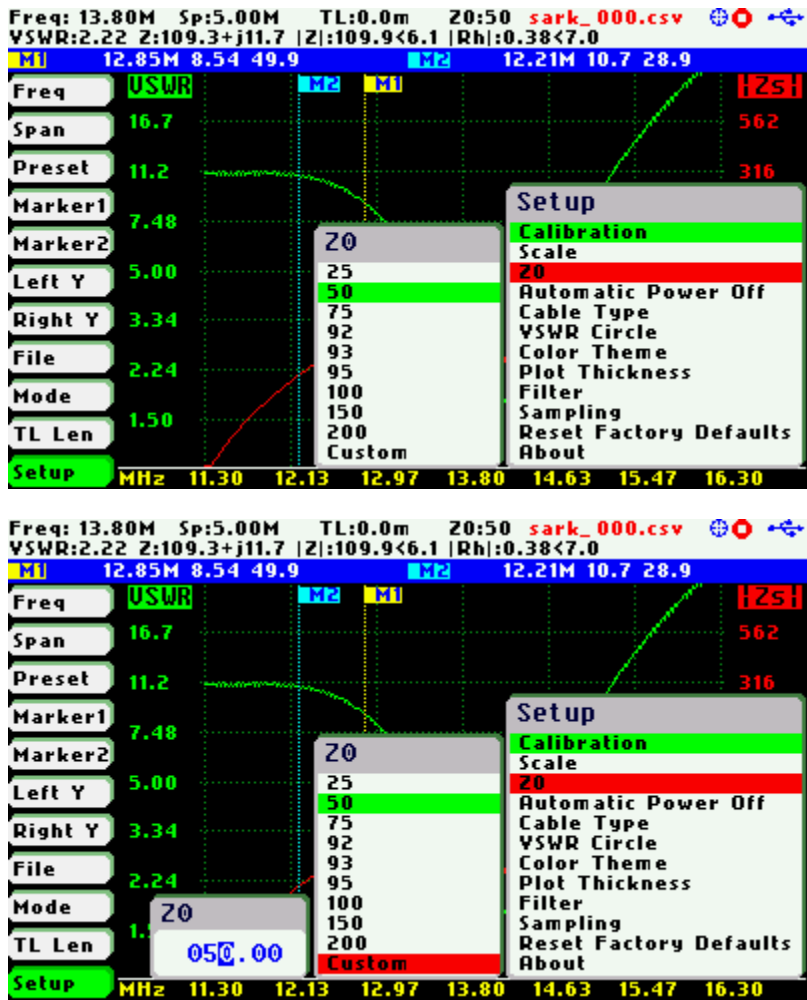 Freq: 13.80M Sp:5.00M TL:0.0m Z0:50 sark_000.csv
VSWR:2.22 Z:109.3+j11.7 |Z|:109.9<6.1 |Rh|:0.38<7.0
M1 12.85M 8.54 49.9 M2 12.21M 10.7 28.9
Freq VSWR M2 M1 |Zs|
Span 16.7 562
Preset 11.2 316
Marker1 Setup
Marker2 7.48 Z0 Calibration
Scale
Left Y 5.00 25 Z0
50 Automatic Power Off
Right Y 3.34 75 Cable Type
92 VSWR Circle
File 93 Color Theme
2.24 95 Plot Thickness
Mode 100 Filter
TL Len 1.50 150 Sampling
200 Reset Factory Defaults
Setup Custom About
MHz 11.30 12.13 12.97 13.80 14.63 15.47 16.30
Freq: 13.80M Sp:5.00M TL:0.0m Z0:50 sark_000.csv
VSWR:2.22 Z:109.3+j11.7 |Z|:109.9<6.1 |Rh|:0.38<7.0
M1 12.85M 8.54 49.9 M2 12.21M 10.7 28.9
Freq VSWR M2 M1 |Zs|
Span 16.7 562
Preset 11.2 316
Marker1 Setup
Marker2 7.48 Z0 Calibration
Scale
Left Y 5.00 25 Z0
50 Automatic Power Off
Right Y 3.34 75 Cable Type
92 VSWR Circle
File 93 Color Theme
2.24 95 Plot Thickness
Mode Z0 100 Filter
150 Sampling
TL Len 050.00 200 Reset Factory Defaults
Setup Custom About
MHz 11.30 12.13 12.97 13.80 14.63 15.47 16.30